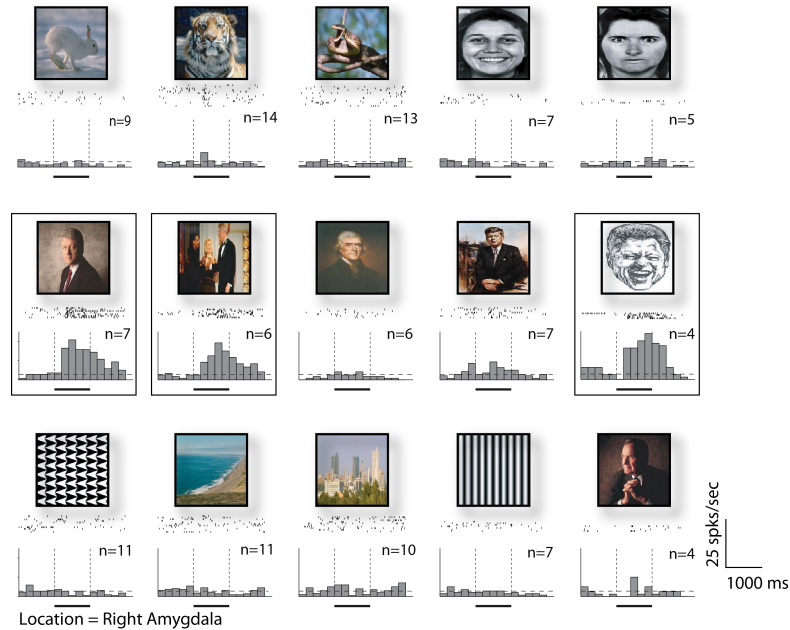 n=9
n=14
n=13
n=7
n=5
n=7
n=6
n=6
n=7
n=4
n=11
n=11
n=10
n=7
n=4
25 spks/sec
1000 ms
Location = Right Amygdala